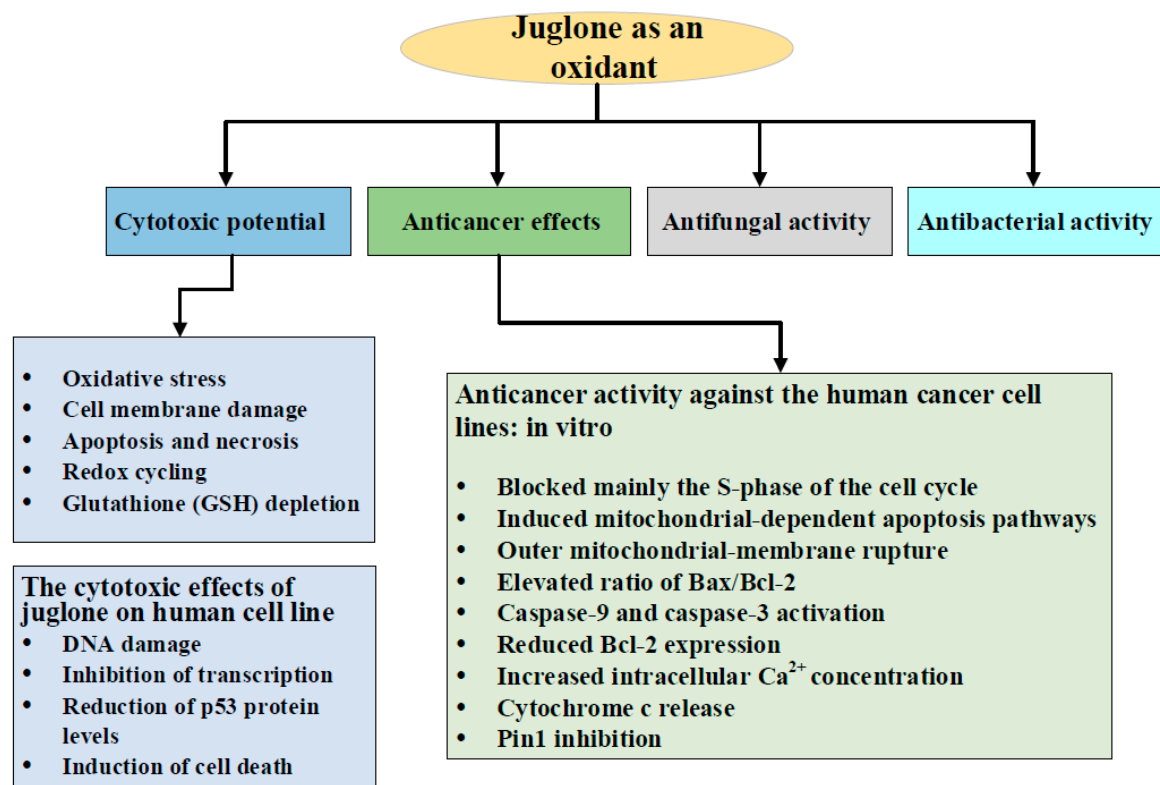 Juglone as an
oxidant
Cytotoxic potential
Anticancer effects
Antifungal activity
Antibacterial activity
• Oxidative stress
• Cell membrane damage
• Apoptosis and necrosis
• Redox cycling
• Glutathione (GSH) depletion
The cytotoxic effects of
juglone on human cell line
• DNA damage
• Inhibition of transcription
• Reduction of p53 protein
levels
• Induction of cell death
Anticancer activity against the human cancer cell
lines: in vitro
• Blocked mainly the S-phase of the cell cycle
• Induced mitochondrial-dependent apoptosis pathways
• Outer mitochondrial-membrane rupture
• Elevated ratio of Bax/Bcl-2
• Caspase-9 and caspase-3 activation
• Reduced Bcl-2 expression
• Increased intracellular Ca²⁺ concentration
• Cytochrome c release
• Pin1 inhibition